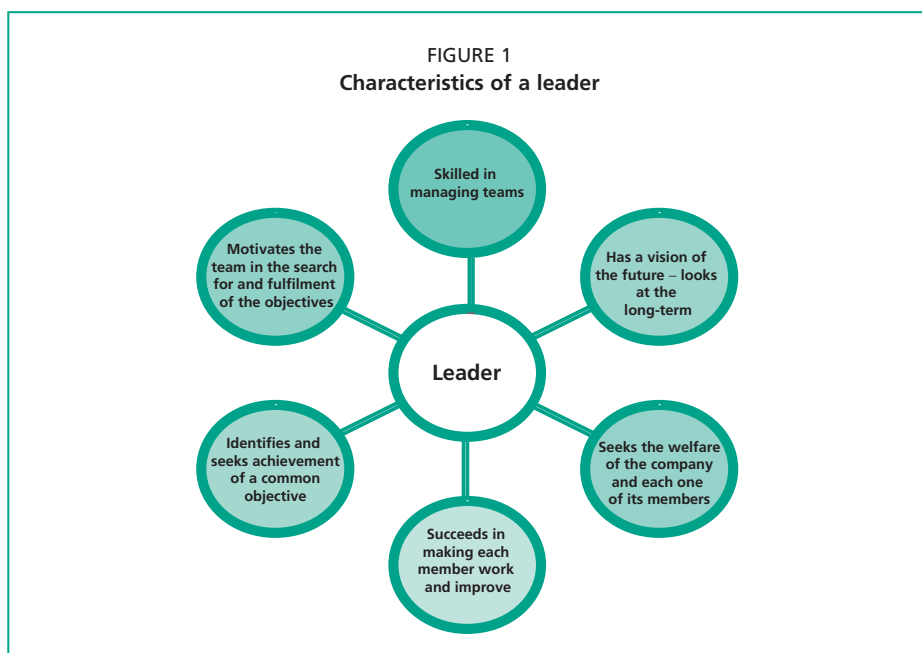 FIGURE 1
Characteristics of a leader
Skilled in
managing teams
Motivates the
team in the search
for and fulfilment
of the objectives
Has a vision of
the future – looks
at the
long-term
Leader
Identifies and
seeks achievement
of a common
objective
Seeks the welfare
of the company
and each one
of its members
Succeeds in
making each
member work
and improve